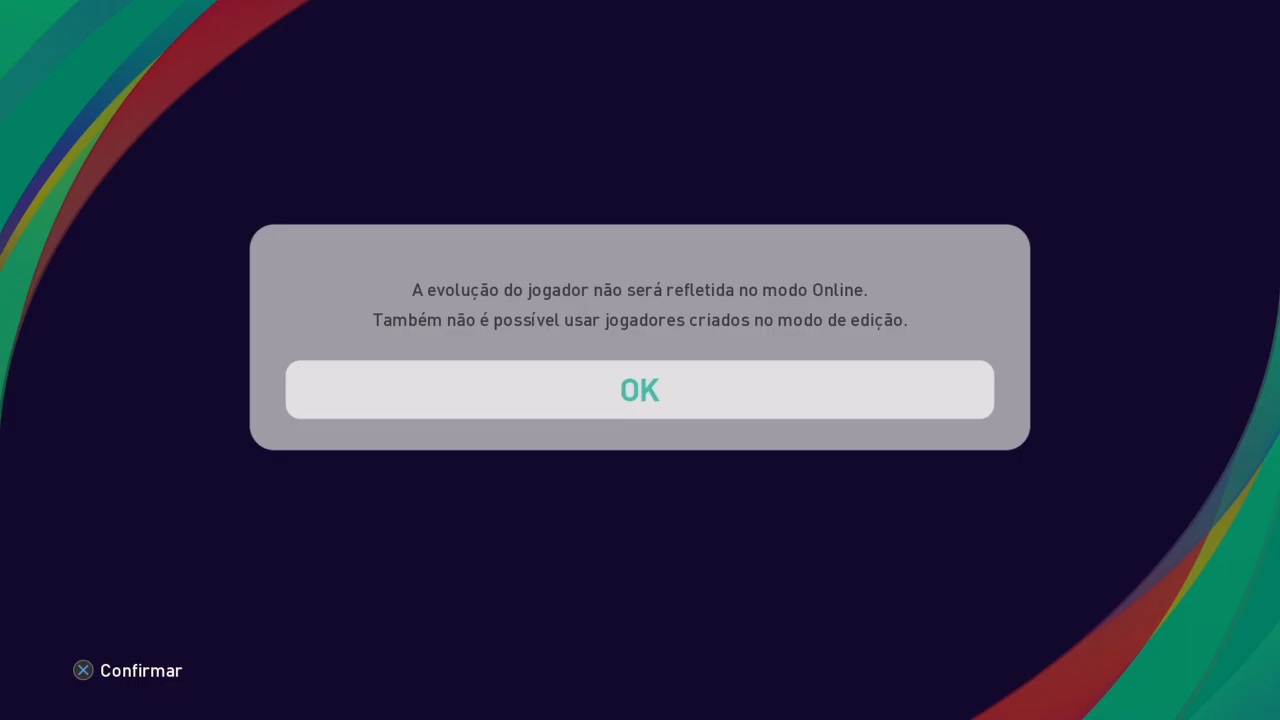 A evolução do jogador não será refletida no modo Online.
Também não é possível usar jogadores criados no modo de edição.
OK
Confirmar